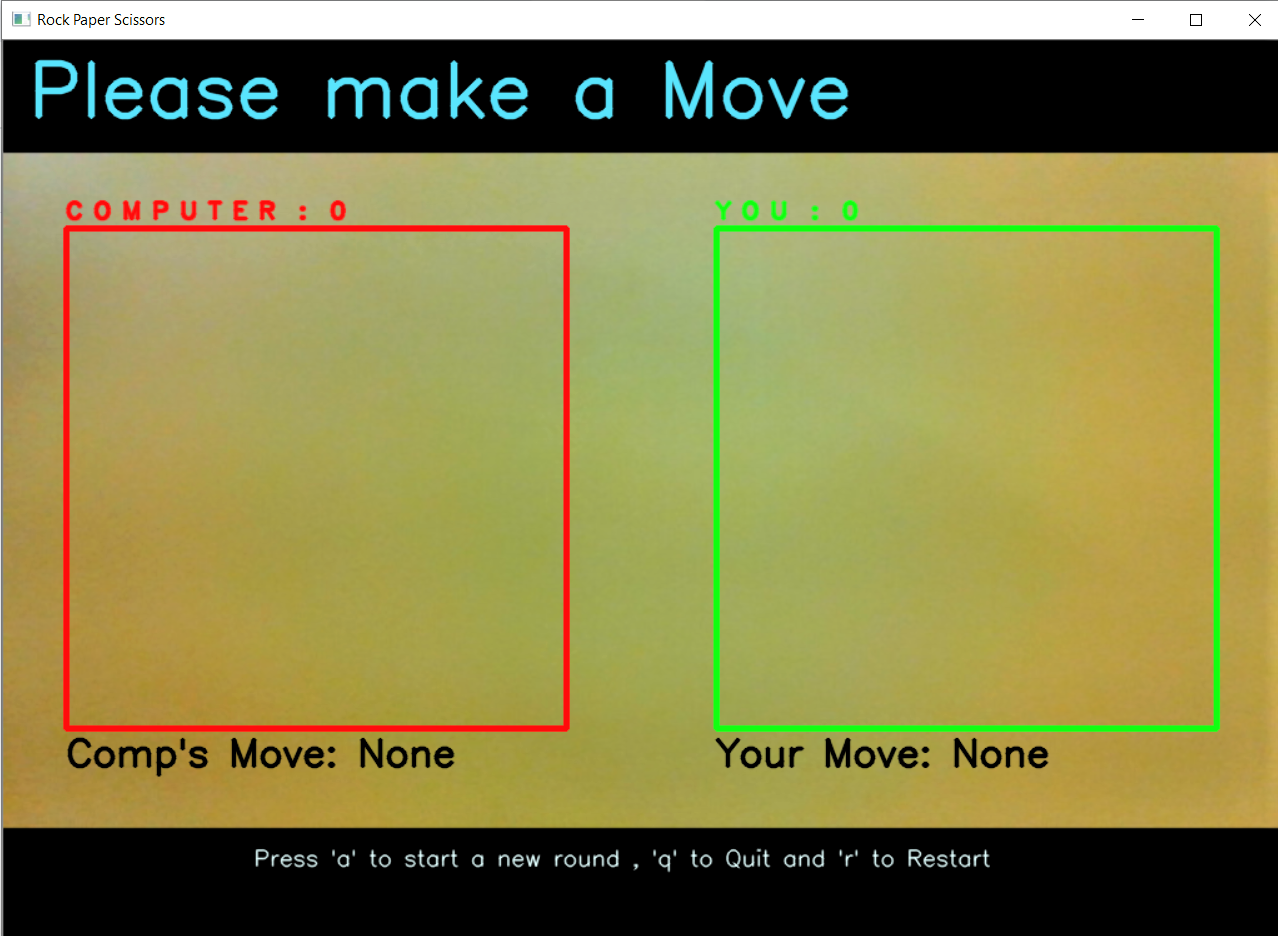 Rock Paper Scissors
Please make a Move
COMPUTER : 0
YOU : 0
Comp's Move: None
Your Move: None
Press 'a' to start a new round , 'q' to Quit and 'r' to Restart